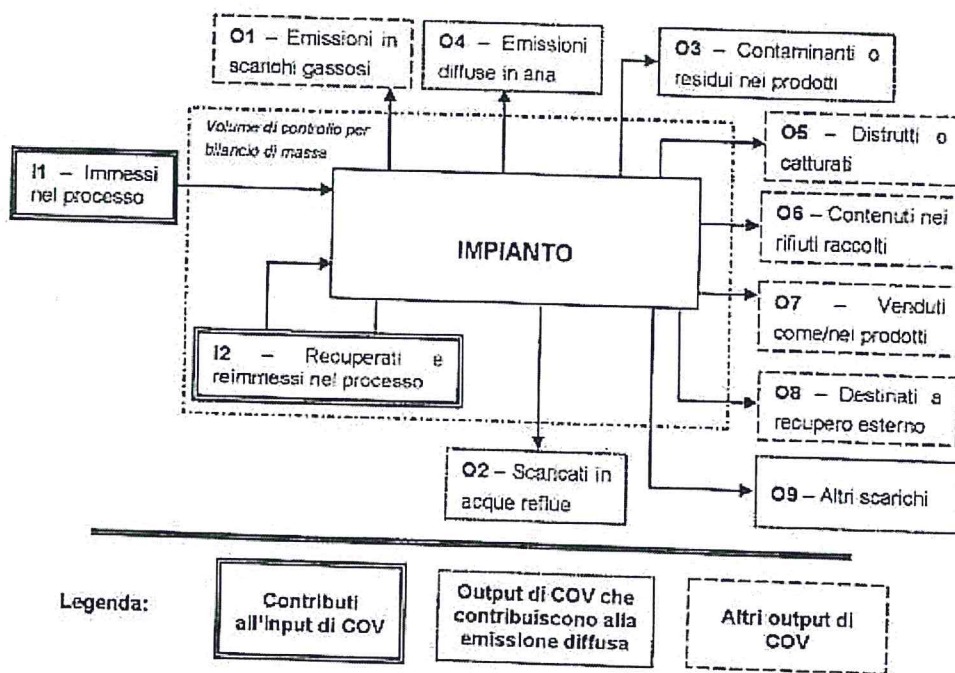 O1 – Emissioni in
scarichi gassosi
O4 – Emissioni
diffuse in aria
O3 – Contaminanti o
residui nei prodotti
Volume di controllo per
bilancio di massa
O5 – Distrutti o
catturati
I1 – Immessi
nel processo
IMPIANTO
O6 – Contenuti nei
rifiuti raccolti
O7 – Venduti
come/nei prodotti
I2 – Recuperati e
reimmessi nel processo
O8 – Destinati a
recupero esterno
O2 – Scaricati in
acque reflue
O9 – Altri scarichi
Legenda:
Contributi
all'input di COV
Output di COV che
contribuiscono alla
emissione diffusa
Altri output di
COV